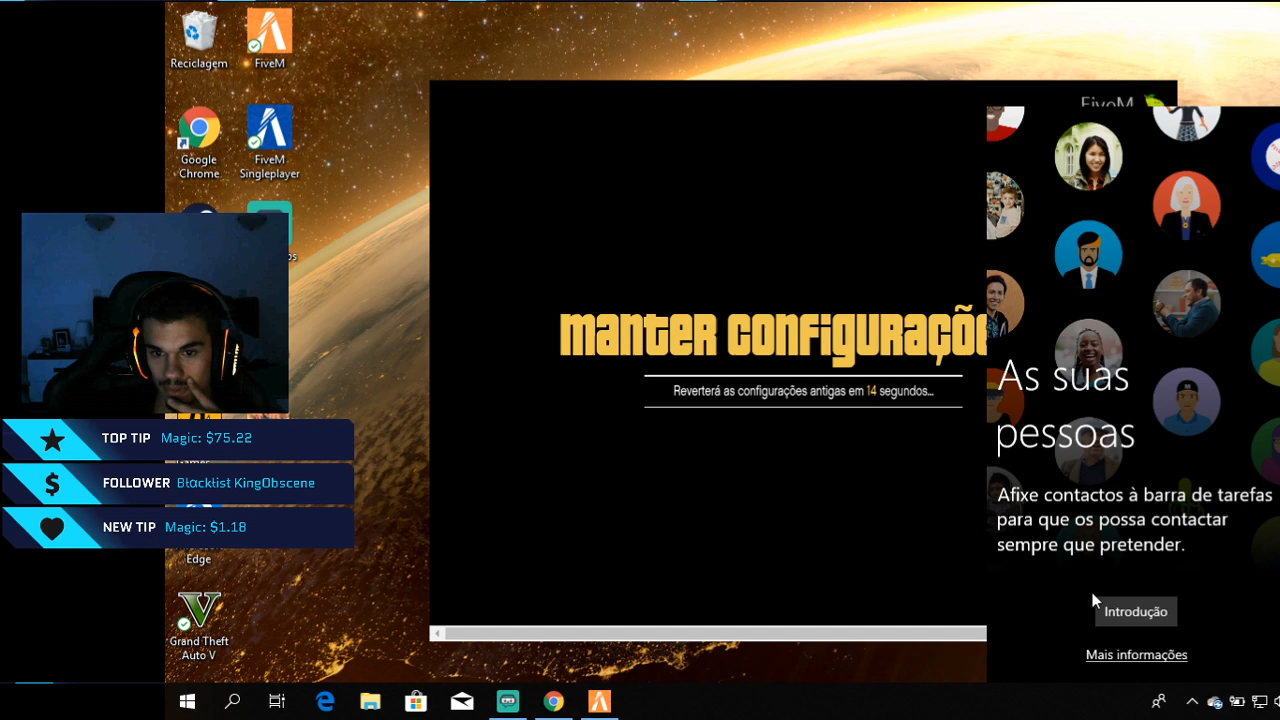 Reciclagem
FiveM
Google
Chrome
FiveM
Singleplayer
FiveM
MANTER CONFIGURAÇÕE
Reverterá as configurações antigas em 14 segundos...
As suas
pessoas
Afixe contactos à barra de tarefas
para que os possa contactar
sempre que pretender.
Introdução
Mais informações
TOP TIP Magic: $75.22
FOLLOWER Blacklist KingObscene
NEW TIP Magic: $1.18
Edge
Grand Theft
Auto V